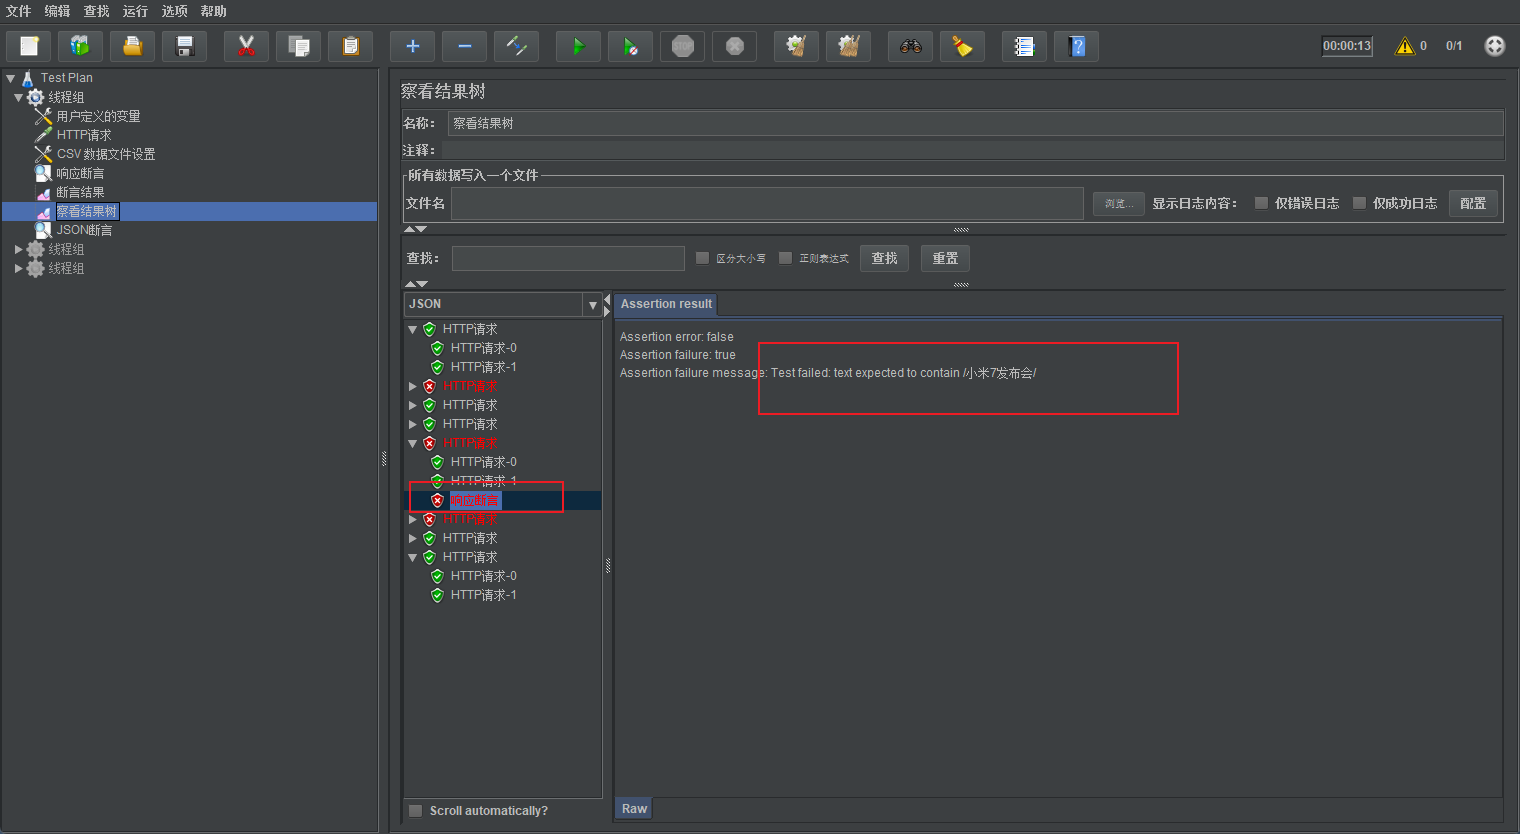 文件 编辑 查找 运行 选项 帮助
STOP
00:00:13 0 0/1
Test Plan
线程组
用户定义的变量
HTTP请求
CSV 数据文件设置
响应断言
断言结果
察看结果树
JSON断言
线程组
线程组
察看结果树
名称： 察看结果树
注释：
所有数据写入一个文件
文件名 浏览... 显示日志内容： 仅错误日志 仅成功日志 配置
查找： 区分大小写 正则表达式 查找 重置
JSON
HTTP请求
HTTP请求-0
HTTP请求-1
HTTP请求
HTTP请求
HTTP请求
HTTP请求
HTTP请求-0
HTTP请求-1
响应断言
HTTP请求
HTTP请求
HTTP请求
HTTP请求-0
HTTP请求-1
Scroll automatically?
Assertion result
Assertion error: false
Assertion failure: true
Assertion failure message: Test failed: text expected to contain /小米7发布会/
Raw